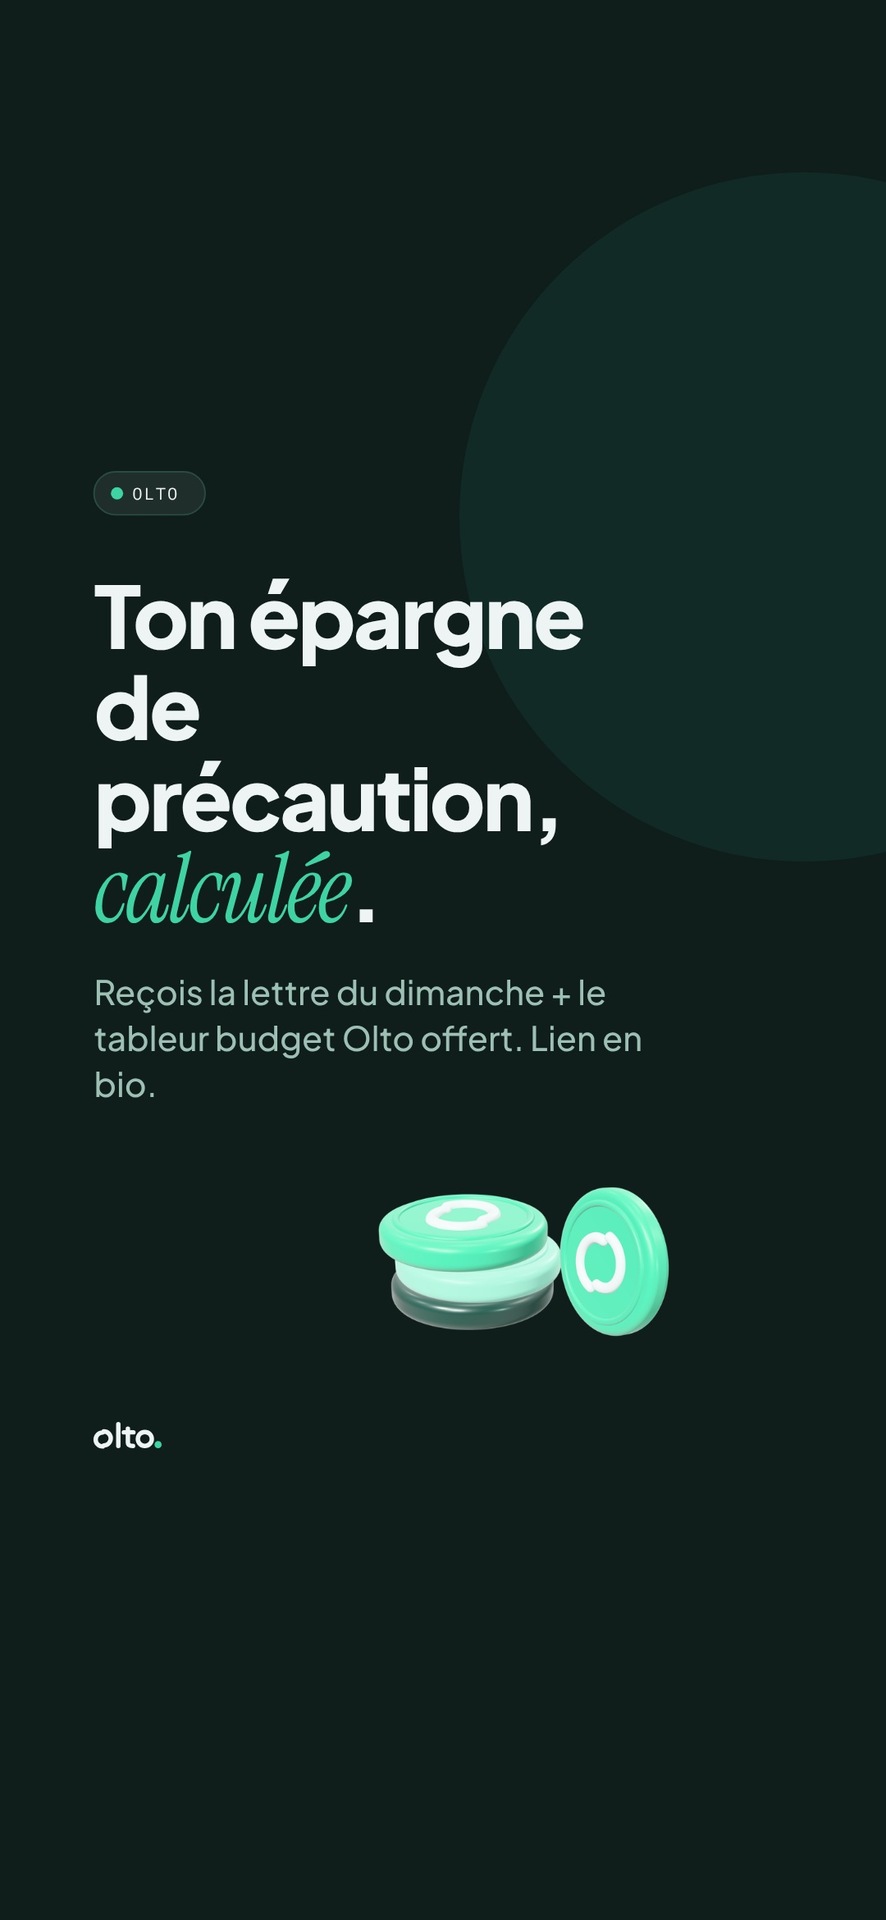 OLTO
Ton épargne
de
précaution,
calculée.
Reçois la lettre du dimanche + le
tableur budget Olto offert. Lien en
bio.
olto.